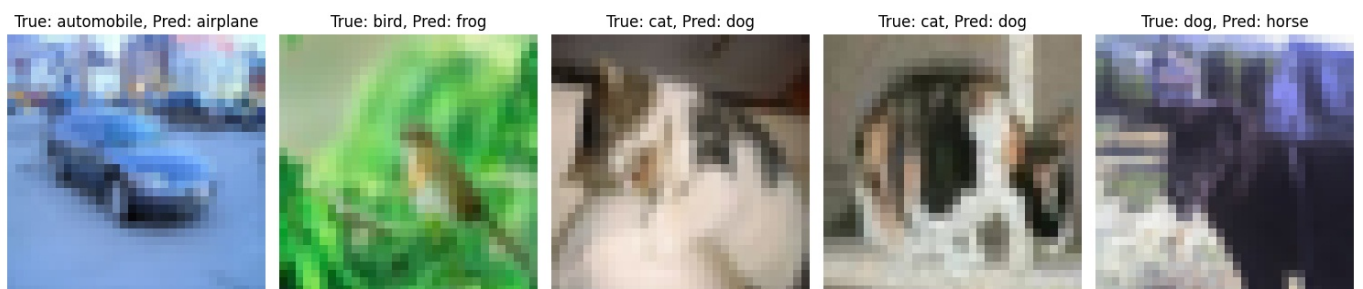 True: automobile, Pred: airplane
True: bird, Pred: frog
True: cat, Pred: dog
True: cat, Pred: dog
True: dog, Pred: horse